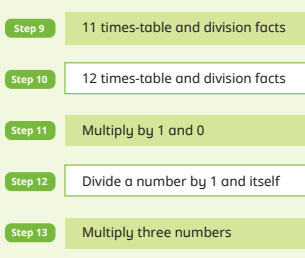 Step 9 11 times-table and division facts
Step 10 12 times-table and division facts
Step 11 Multiply by 1 and 0
Step 12 Divide a number by 1 and itself
Step 13 Multiply three numbers